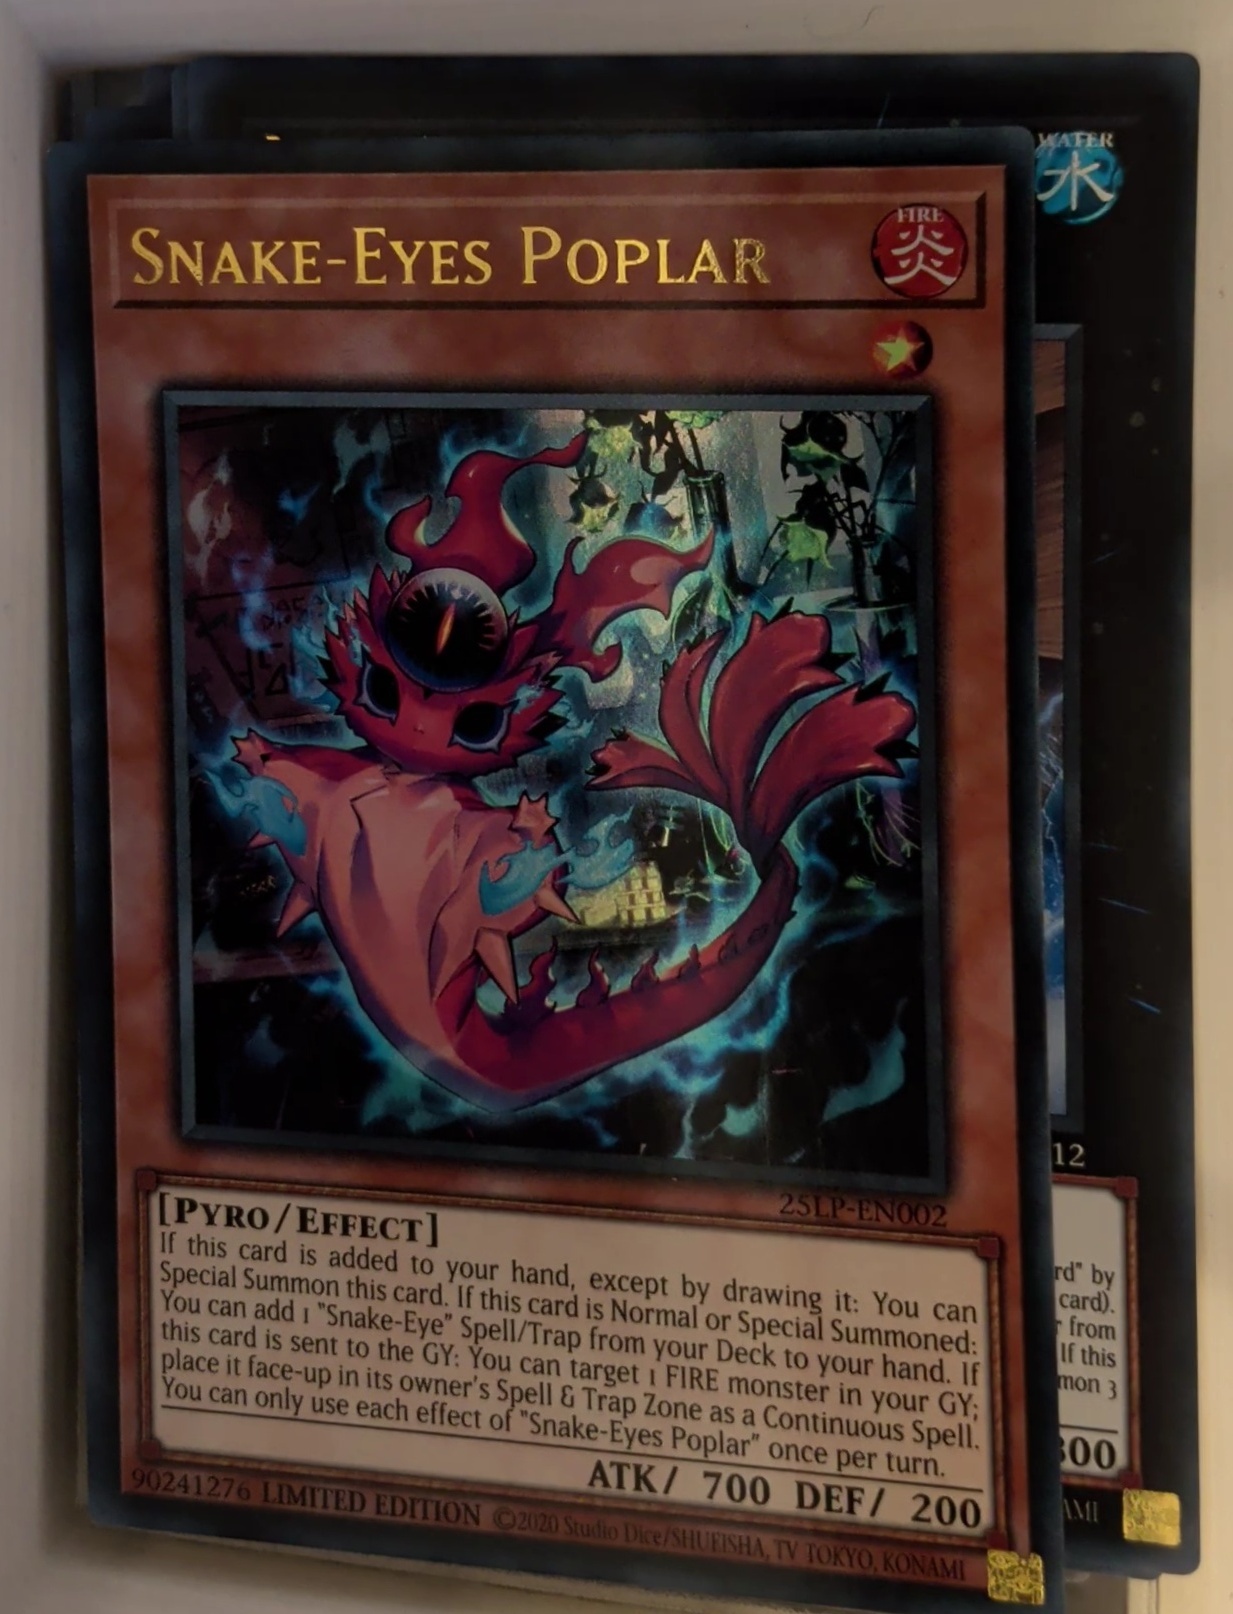 WATER
水
SNAKE-EYES POPLAR
FIRE
炎
25LP-EN002
[PYRO/EFFECT]
If this card is added to your hand, except by drawing it: You can
Special Summon this card. If this card is Normal or Special Summoned:
You can add 1 "Snake-Eye" Spell/Trap from your Deck to your hand. If
this card is sent to the GY: You can target 1 FIRE monster in your GY;
place it face-up in its owner's Spell & Trap Zone as a Continuous Spell.
You can only use each effect of "Snake-Eyes Poplar" once per turn.
ATK/ 700 DEF/ 200
90241276 LIMITED EDITION ©2020 Studio Dice/SHUEISHA, TV TOKYO, KONAMI
12
rd" by
card).
from
If this
mon 3
300
AMI